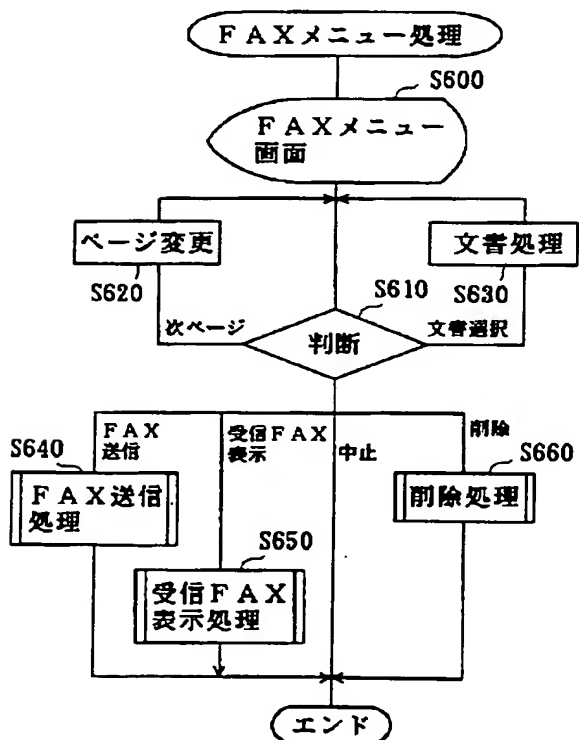 FAXメニュー処理
S600
FAXメニュー
画面
ページ変更
S620
文書処理
S630
S610
次ページ
判断
文書選択
FAX
送信
受信FAX
表示
中止
削除
S640
FAX送信
処理
S660
削除処理
S650
受信FAX
表示処理
エンド